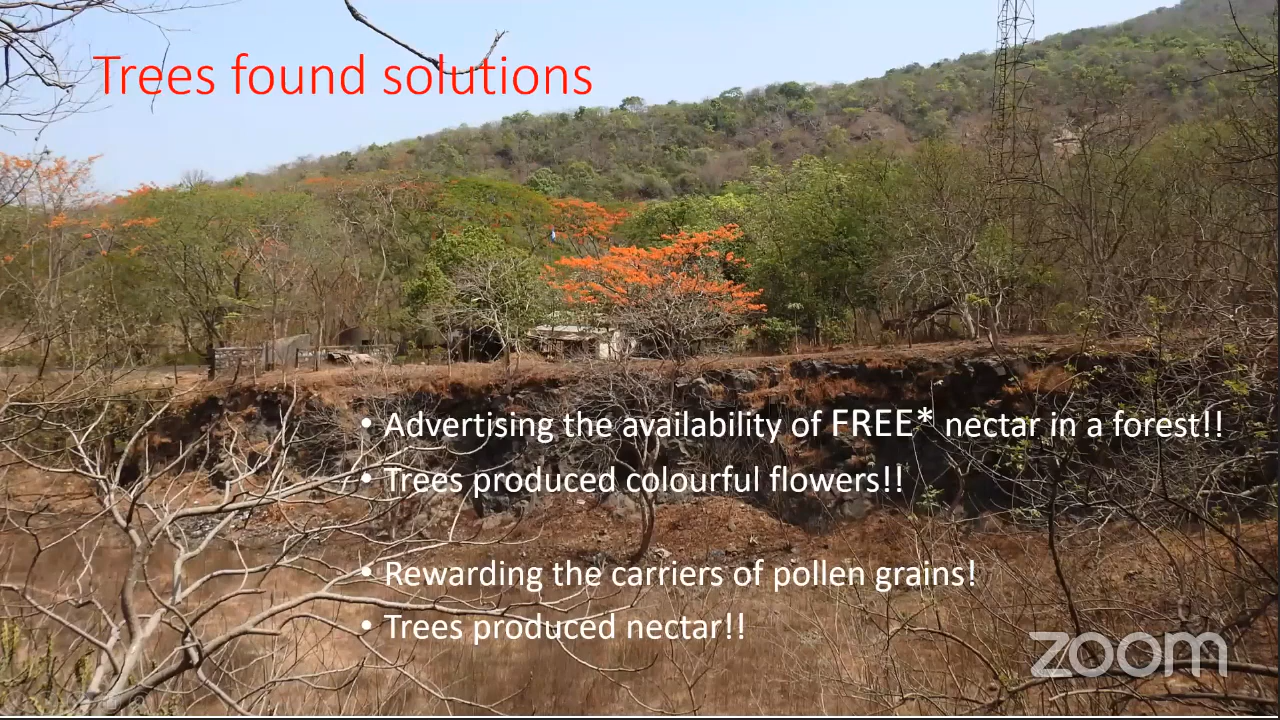 Trees found solutions
• Advertising the availability of FREE* nectar in a forest!!
• Trees produced colourful flowers!!
• Rewarding the carriers of pollen grains!
• Trees produced nectar!!
zoom